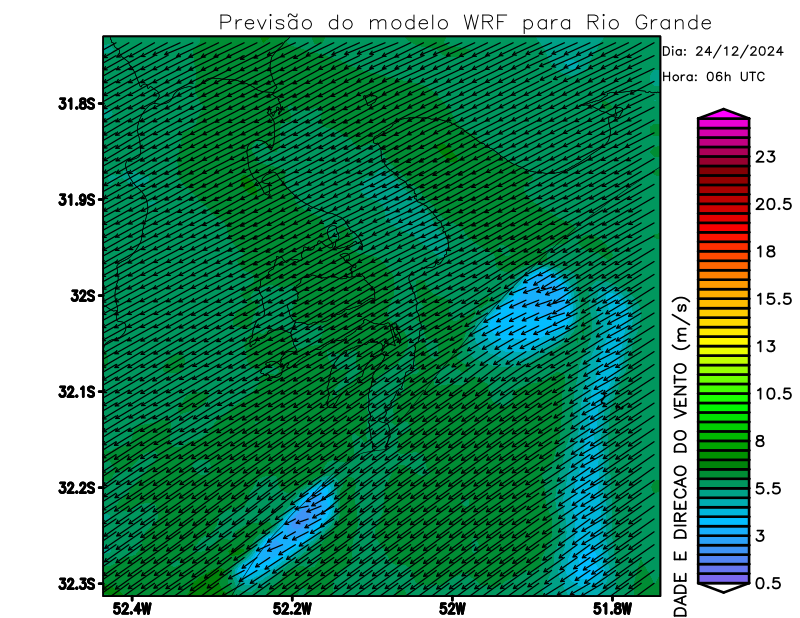 Previsão do modelo WRF para Rio Grande
Dia: 24/12/2024
Hora: 06h UTC
31.8S
31.9S
32S
32.1S
32.2S
32.3S
52.4W
52.2W
52W
51.8W
23
20.5
18
15.5
13
10.5
8
5.5
3
0.5
DADE E DIRECAO DO VENTO (m/s)